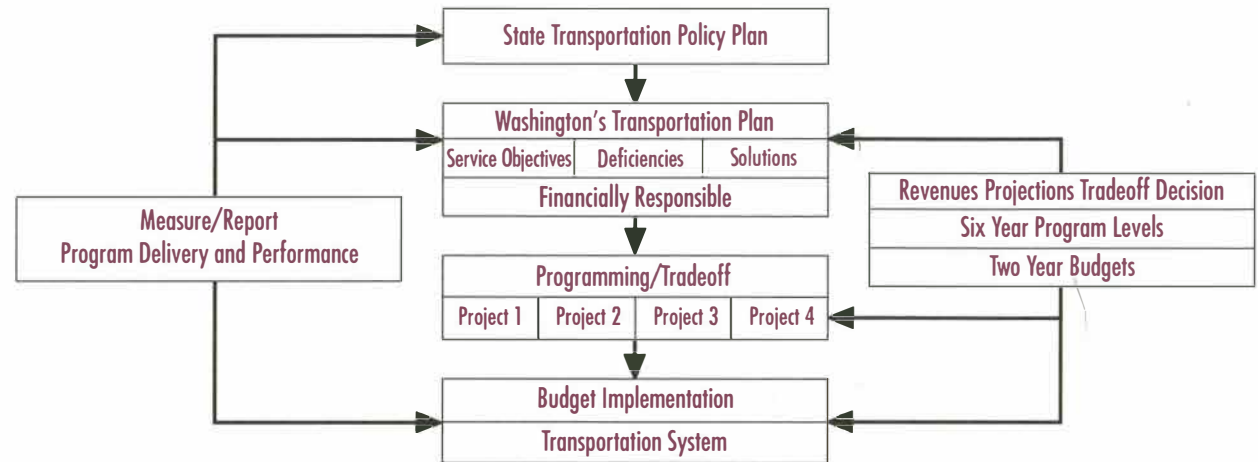 State Transportation Policy Plan
Washington's Transportation Plan
Service Objectives
Deficiencies
Solutions
Financially Responsible
Measure/Report
Program Delivery and Performance
Revenues Projections Tradeoff Decision
Six Year Program Levels
Two Year Budgets
Programming/Tradeoff
Project 1
Project 2
Project 3
Project 4
Budget Implementation
Transportation System